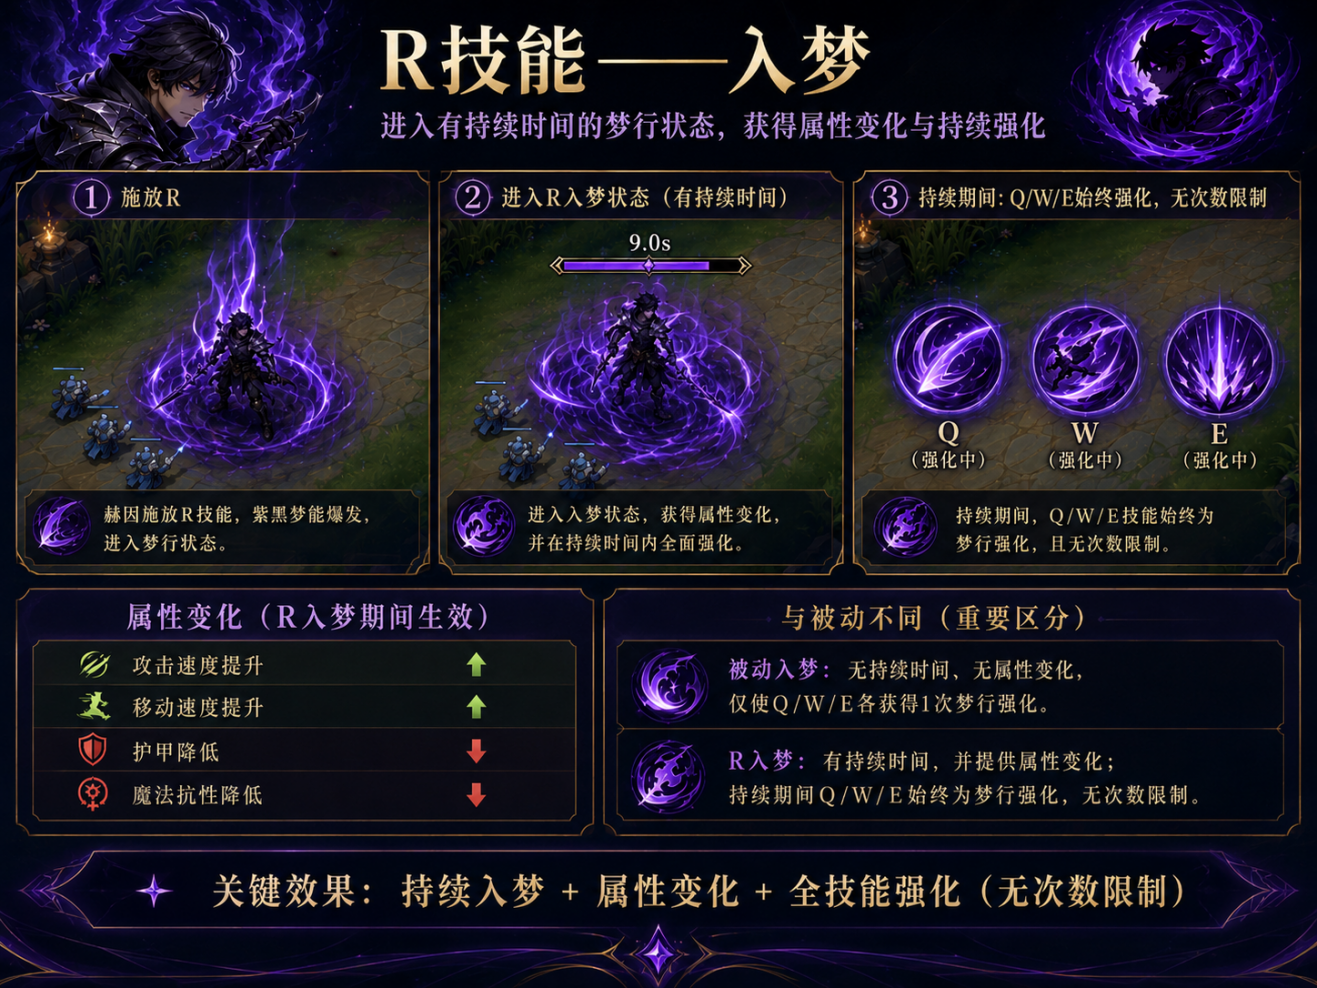 R技能——入梦
进入有持续时间的梦行状态，获得属性变化与持续强化
1 施放R
2 进入R入梦状态（有持续时间）
9.0s
3 持续期间：Q/W/E始终强化，无次数限制
Q
（强化中）
W
（强化中）
E
（强化中）
赫因施放R技能，紫黑梦能爆发，
进入梦行状态。
进入入梦状态，获得属性变化，
并在持续时间内全面强化。
持续期间，Q/W/E技能始终为
梦行强化，且无次数限制。
属性变化（R入梦期间生效）
攻击速度提升
移动速度提升
护甲降低
魔法抗性降低
与被动不同（重要区分）
被动入梦：无持续时间、无属性变化，
仅使Q/W/E各获得1次梦行强化。
R入梦：有持续时间，并提供属性变化；
持续期间Q/W/E始终为梦行强化，无次数限制。
关键效果：持续入梦 + 属性变化 + 全技能强化（无次数限制）